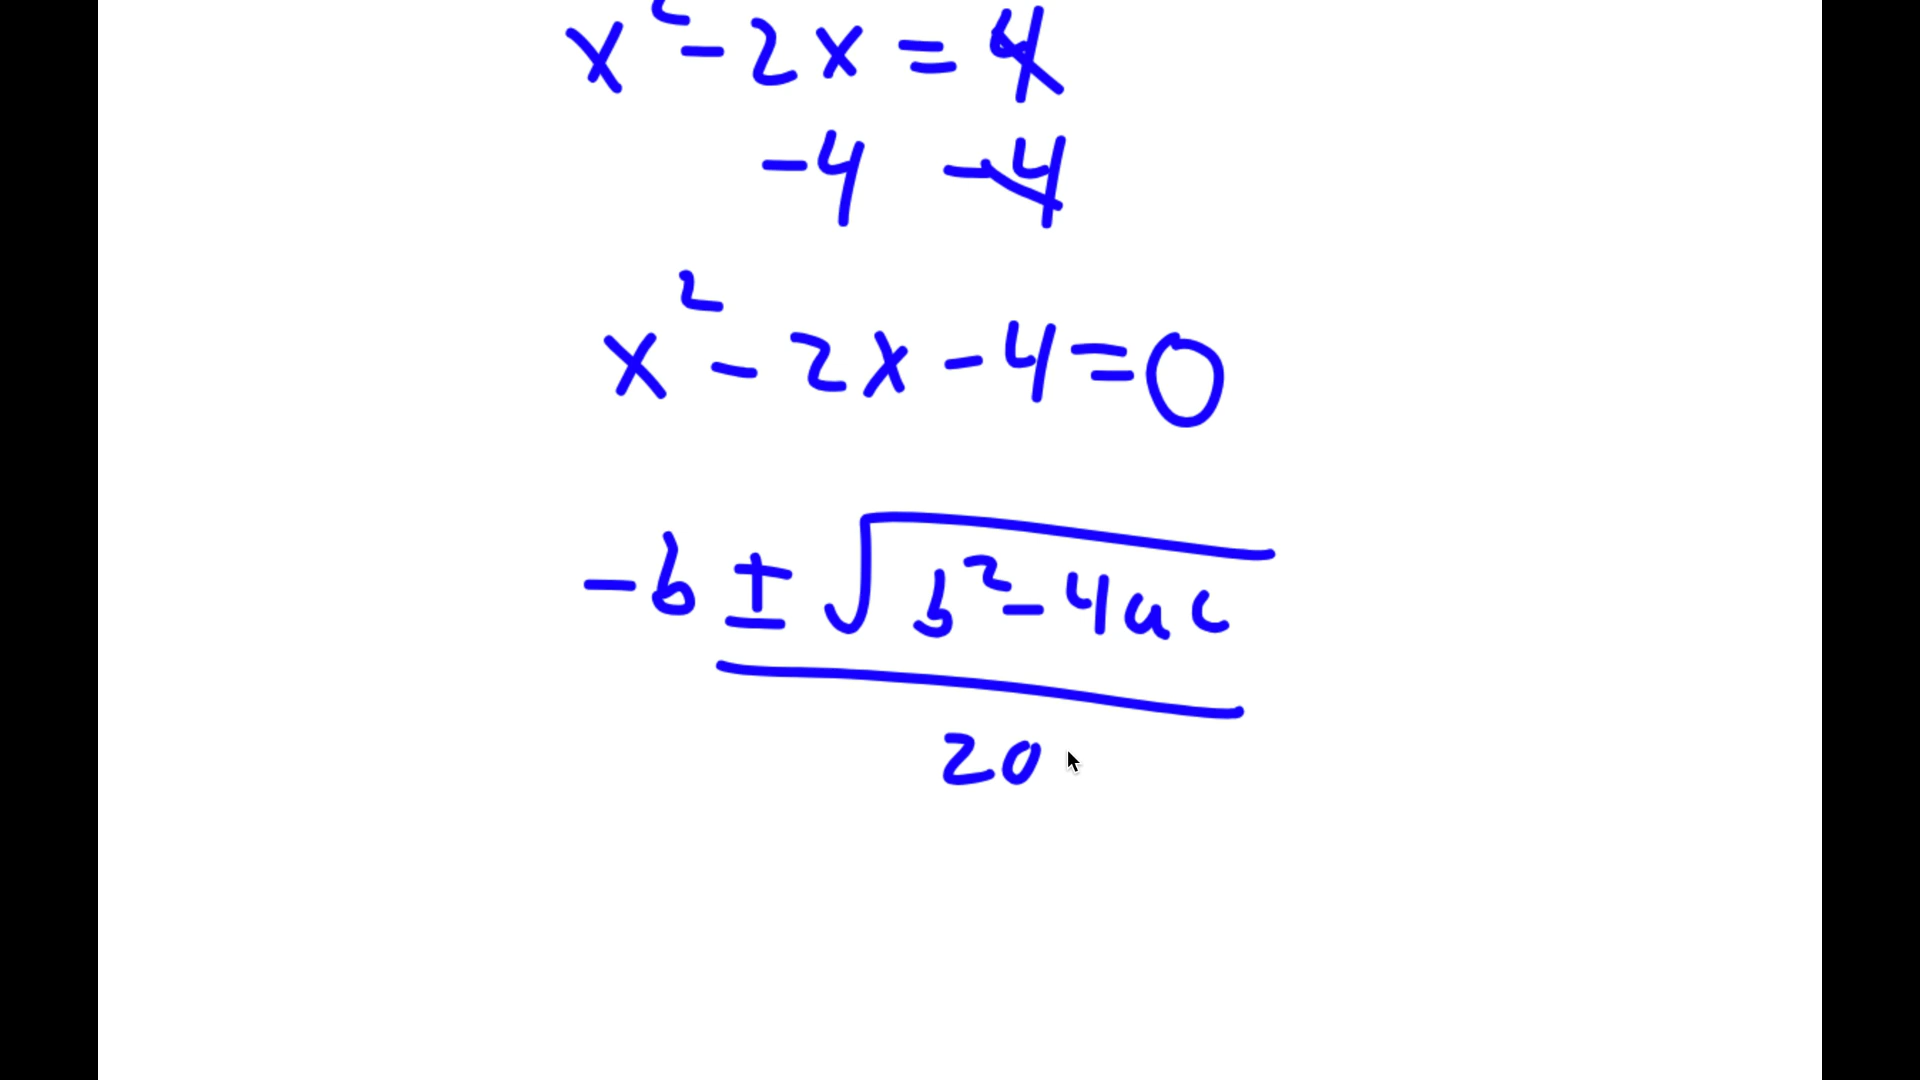 x² - 2x = 4
-4 -4
x² - 2x - 4 = 0
-b ± √b² - 4ac
2a